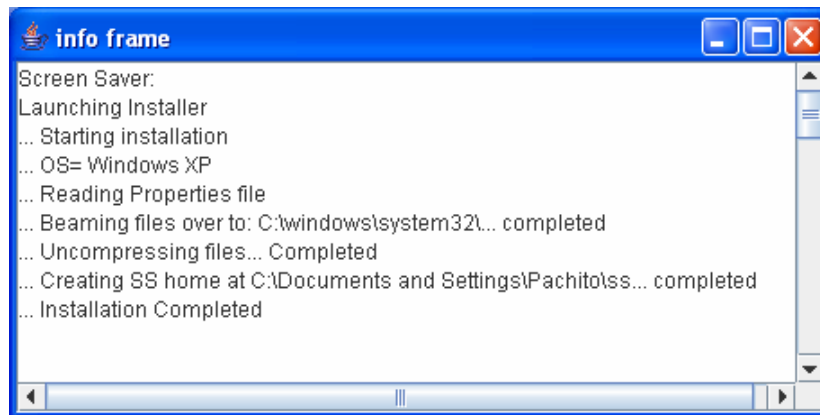 info frame
Screen Saver:
Launching Installer
... Starting installation
... OS= Windows XP
... Reading Properties file
... Beaming files over to: C:\windows\system32\... completed
... Uncompressing files... Completed
... Creating SS home at C:\Documents and Settings\Pachito\ss... completed
... Installation Completed